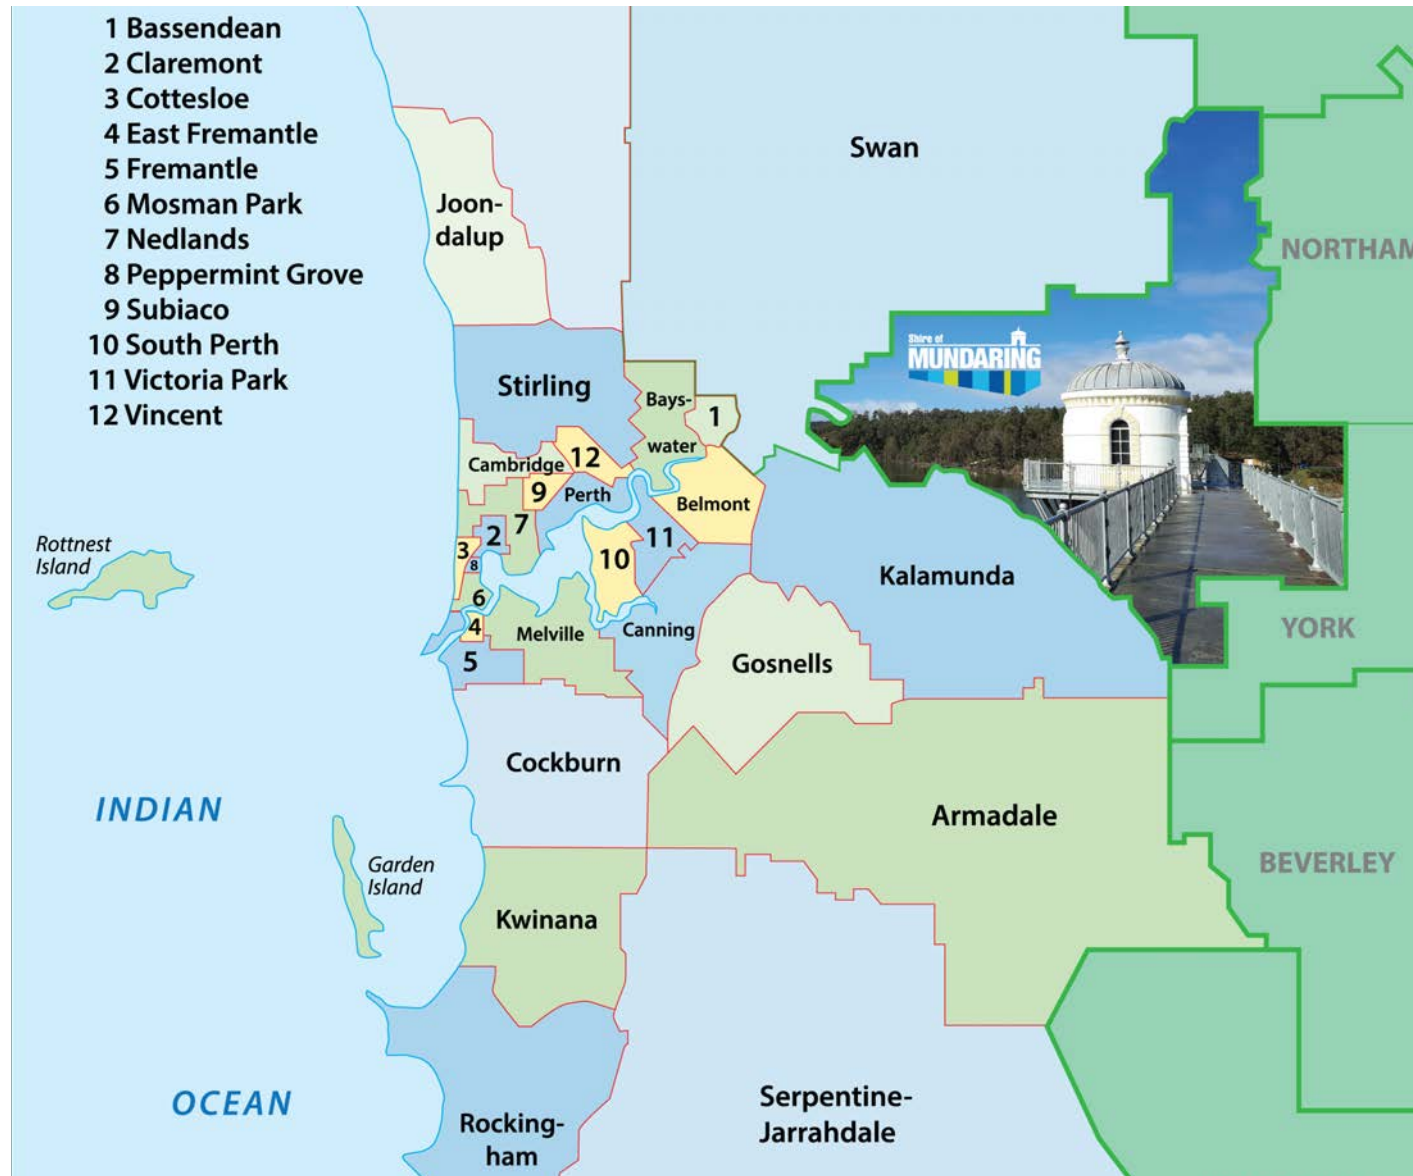 1 Bassendean
2 Claremont
3 Cottesloe
4 East Fremantle
5 Fremantle
6 Mosman Park
7 Nedlands
8 Peppermint Grove
9 Subiaco
10 South Perth
11 Victoria Park
12 Vincent
Swan
Joon-
dalup
NORTHAM
Shire of
MUNDARING
Stirling
Bays-
water
1
Cambridge
12
9
Perth
Belmont
7
2
11
3
8
10
Rottnest
Island
Kalamunda
6
4
Melville
Canning
YORK
5
Gosnells
Cockburn
INDIAN
Armadale
BEVERLEY
Garden
Island
Kwinana
OCEAN
Rocking-
ham
Serpentine-
Jarrahdale